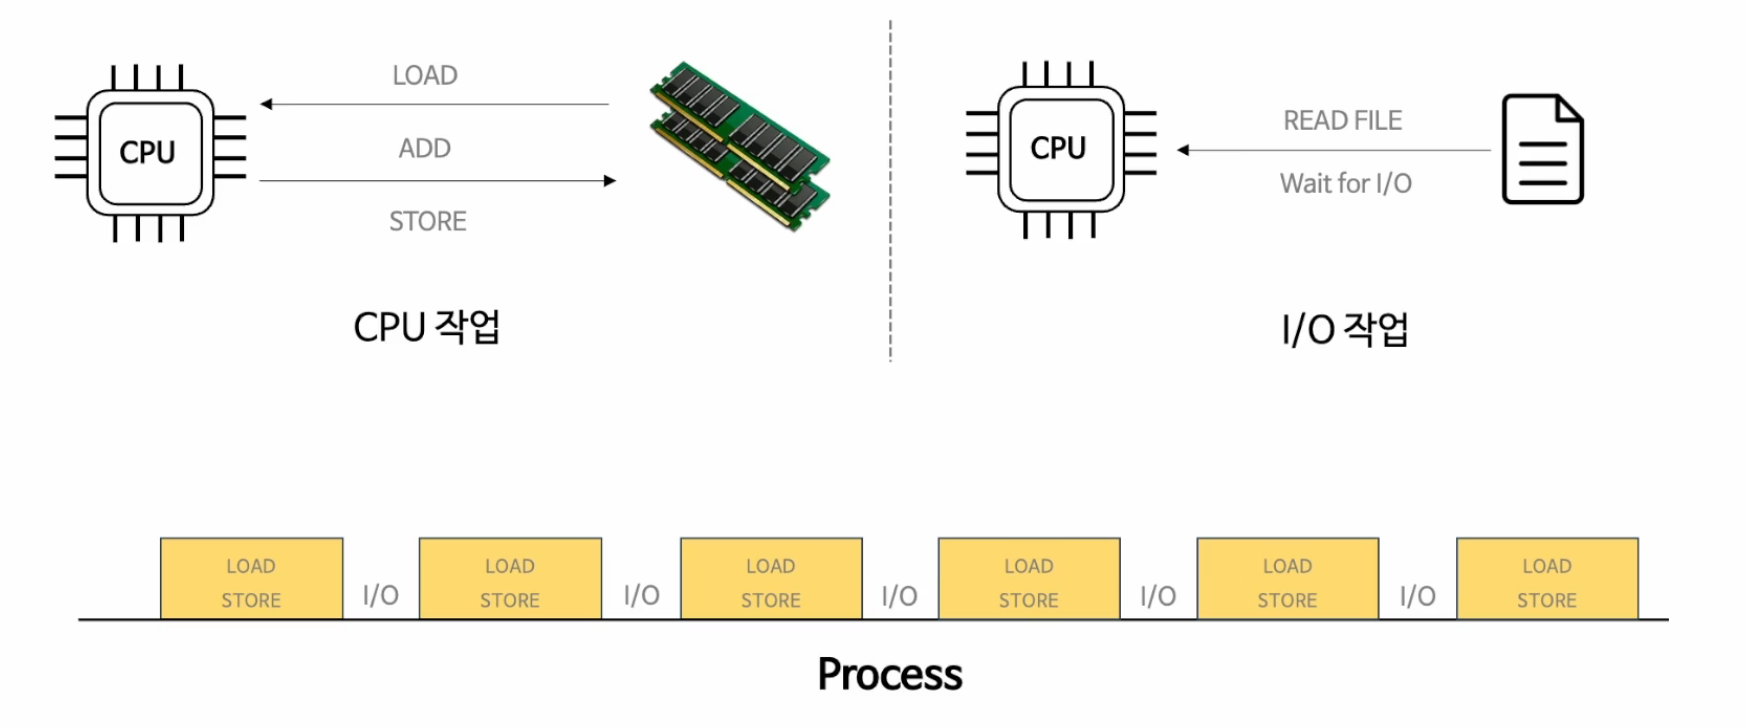 CPU
LOAD
ADD
STORE
CPU 작업
CPU
READ FILE
Wait for I/O
I/O 작업
LOAD
STORE
I/O
LOAD
STORE
I/O
LOAD
STORE
I/O
LOAD
STORE
I/O
LOAD
STORE
I/O
LOAD
STORE
Process